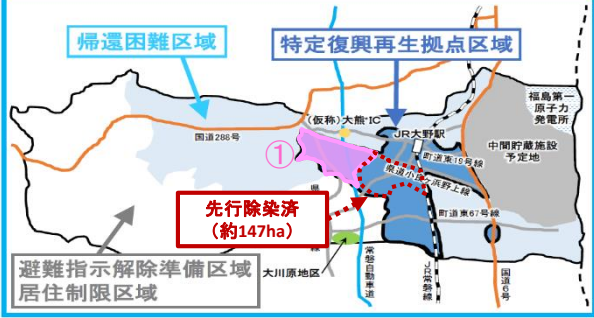 帰還困難区域
特定復興再生拠点区域
福島第一
原子力
発電所
(仮称)大熊・IC
JR大野駅
国道288号
中間貯蔵施設
予定地
①
町道東19号線
県道小良ヶ浜野上線
先行除染済
(約147ha)
県
線
町道東67号線
避難指示解除準備区域
居住制限区域
大川原地区
常磐自動車道
JR常磐線
国道6号